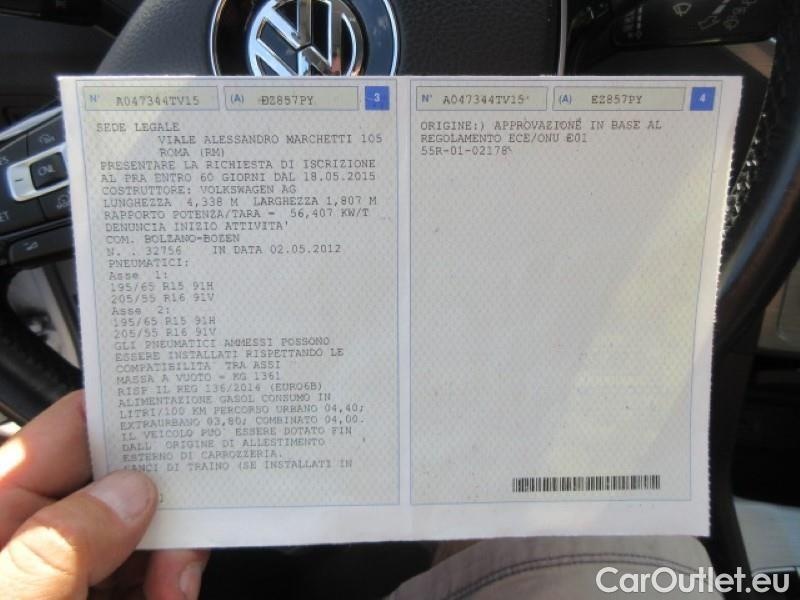 N° A047344TV15 (A) EZ857PY 3
SEDE LEGALE
VIALE ALESSANDRO MARCHETTI 105
ROMA (RM)
PRESENTARE LA RICHIESTA DI ISCRIZIONE
AL PRA ENTRO 60 GIORNI DAL 18.05.2015
COSTRUTTORE: VOLKSWAGEN AG
LUNGHEZZA 4,338 M LARGHEZZA 1,807 M
RAPPORTO POTENZA/TARA = 56,407 KW/T
DENUNCIA INIZIO ATTIVITA'
COM. BOLZANO-BOZEN
N. . 32756 IN DATA 02.05.2012
PNEUMATICI:
Asse 1:
195/65 R15 91H
205/55 R16 91V
Asse 2:
195/65 R15 91H
205/55 R16 91V
GLI PNEUMATICI AMMESSI POSSONO
ESSERE INSTALLATI RISPETTANDO LE
COMPATIBILITA' TRA ASSI
MASSA A VUOTO = KG 1361
RISP IL REG 136/2014 (EURO6B)
ALIMENTAZIONE GASOL CONSUMO IN
LITRI/100 KM PERCORSO URBANO 04,40;
EXTRAURBANO 03,80; COMBINATO 04,00.
IL VEICOLO PUO' ESSERE DOTATO FIN
DALL' ORIGINE DI ALLESTIMENTO
ESTERNO DI CARROZZERIA.
GANCI DI TRAINO (SE INSTALLATI IN
N° A047344TV15 (A) EZ857PY 4
ORIGINE:) APPROVAZIONE IN BASE AL
REGOLAMENTO ECE/ONU E01
55R-01-02178
CNL
SET
CarOutlet.eu